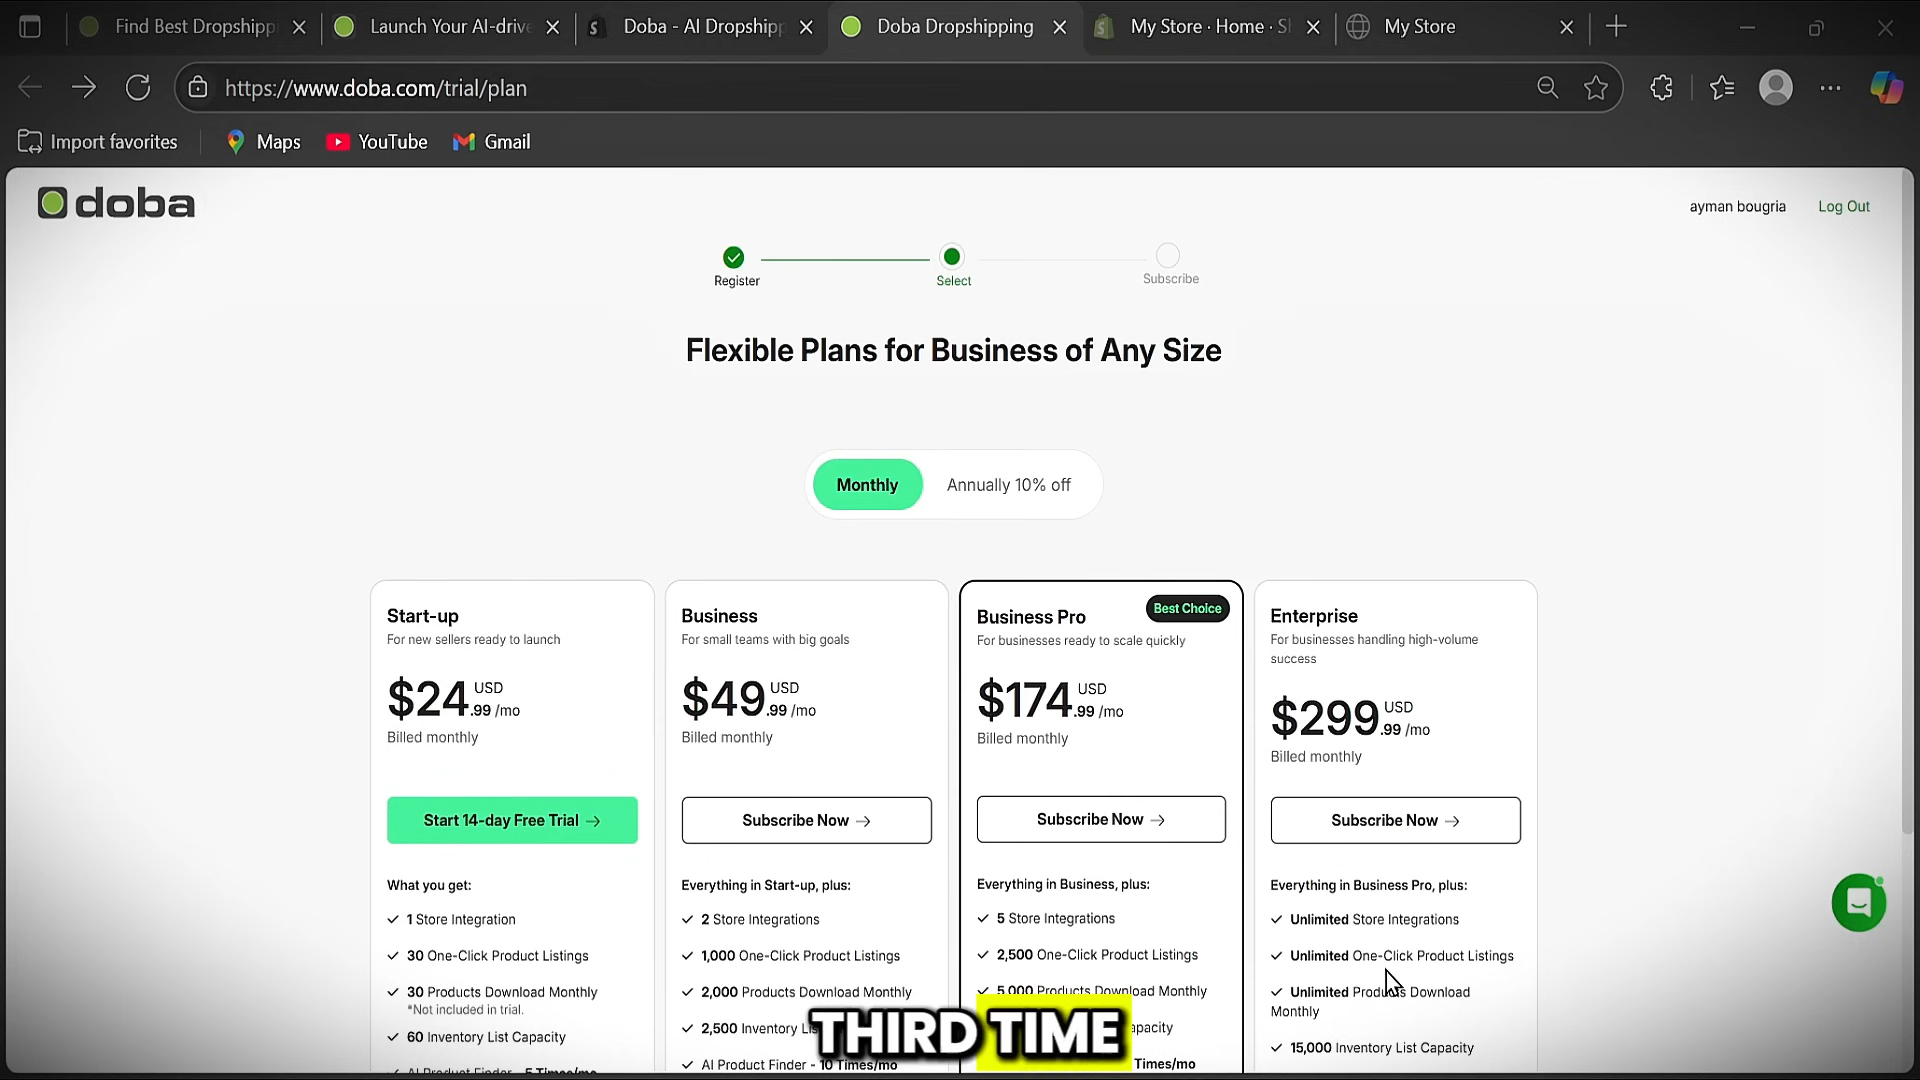 Find Best Dropshipp
Launch Your AI-drive
Doba - AI Dropshipp
Doba Dropshipping
My Store · Home · Sh
My Store
https://www.doba.com/trial/plan
Import favorites
Maps
YouTube
Gmail
doba
ayman bougria
Log Out
Register
Select
Subscribe
Flexible Plans for Business of Any Size
Monthly
Annually 10% off
Start-up
For new sellers ready to launch
$24.99 USD /mo
Billed monthly
Start 14-day Free Trial →
What you get:
✓ 1 Store Integration
✓ 30 One-Click Product Listings
✓ 30 Products Download Monthly
*Not included in trial.
✓ 60 Inventory List Capacity
AI Product Finder - 5 Times/mo
Business
For small teams with big goals
$49.99 USD /mo
Billed monthly
Subscribe Now →
Everything in Start-up, plus:
✓ 2 Store Integrations
✓ 1,000 One-Click Product Listings
✓ 2,000 Products Download Monthly
✓ 2,500 Inventory
✓ AI Product Finder - 10 Times/mo
Business Pro
Best Choice
For businesses ready to scale quickly
$174.99 USD /mo
Billed monthly
Subscribe Now →
Everything in Business, plus:
✓ 5 Store Integrations
✓ 2,500 One-Click Product Listings
✓ 5,000 Products Download Monthly
apacity
Times/mo
Enterprise
For businesses handling high-volume
success
$299.99 USD /mo
Billed monthly
Subscribe Now →
Everything in Business Pro, plus:
✓ Unlimited Store Integrations
✓ Unlimited One-Click Product Listings
✓ Unlimited Products Download
Monthly
✓ 15,000 Inventory List Capacity
THIRD TIME